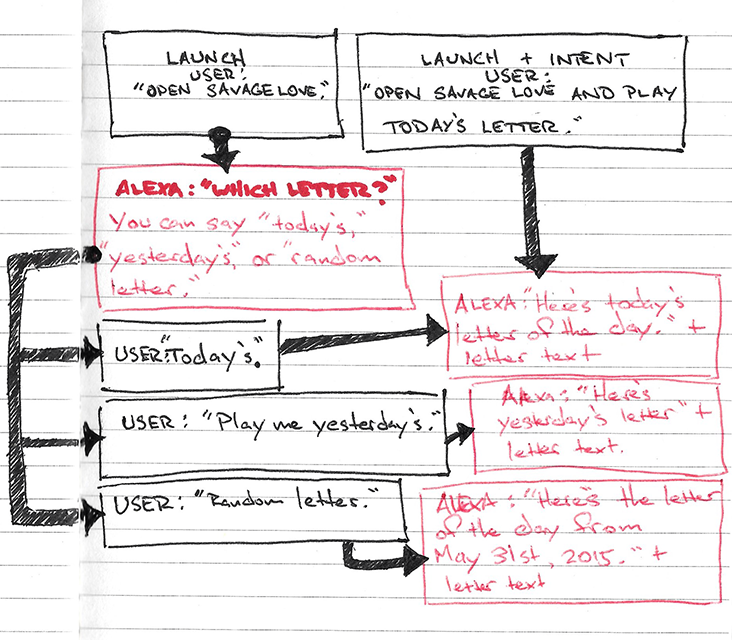 LAUNCH
USER:
"OPEN SAVAGE LOVE."
LAUNCH + INTENT
USER:
"OPEN SAVAGE LOVE AND PLAY
TODAY'S LETTER."
ALEXA: "WHICH LETTER?"
You can say "today's,"
"yesterday's," or "random
letter."
USER: "Today's."
ALEXA: "Here's today's
letter of the day." +
letter text
USER: "Play me yesterday's."
Alexa: "Here's
yesterday's letter" +
letter text.
USER: "Random letter."
ALEXA: "Here's the letter
of the day from
May 31st, 2015." +
letter text